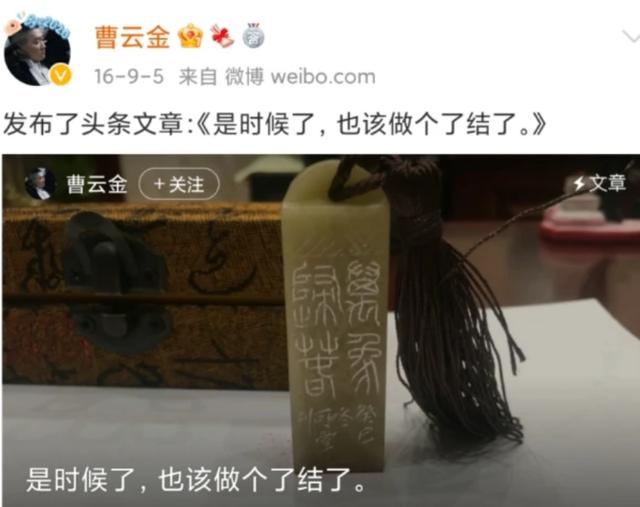 曹云金
16-9-5 来自 微博 weibo.com
发布了头条文章:《是时候了，也该做个了结了。》
曹云金
+关注
文章
是时候了，也该做个了结了。